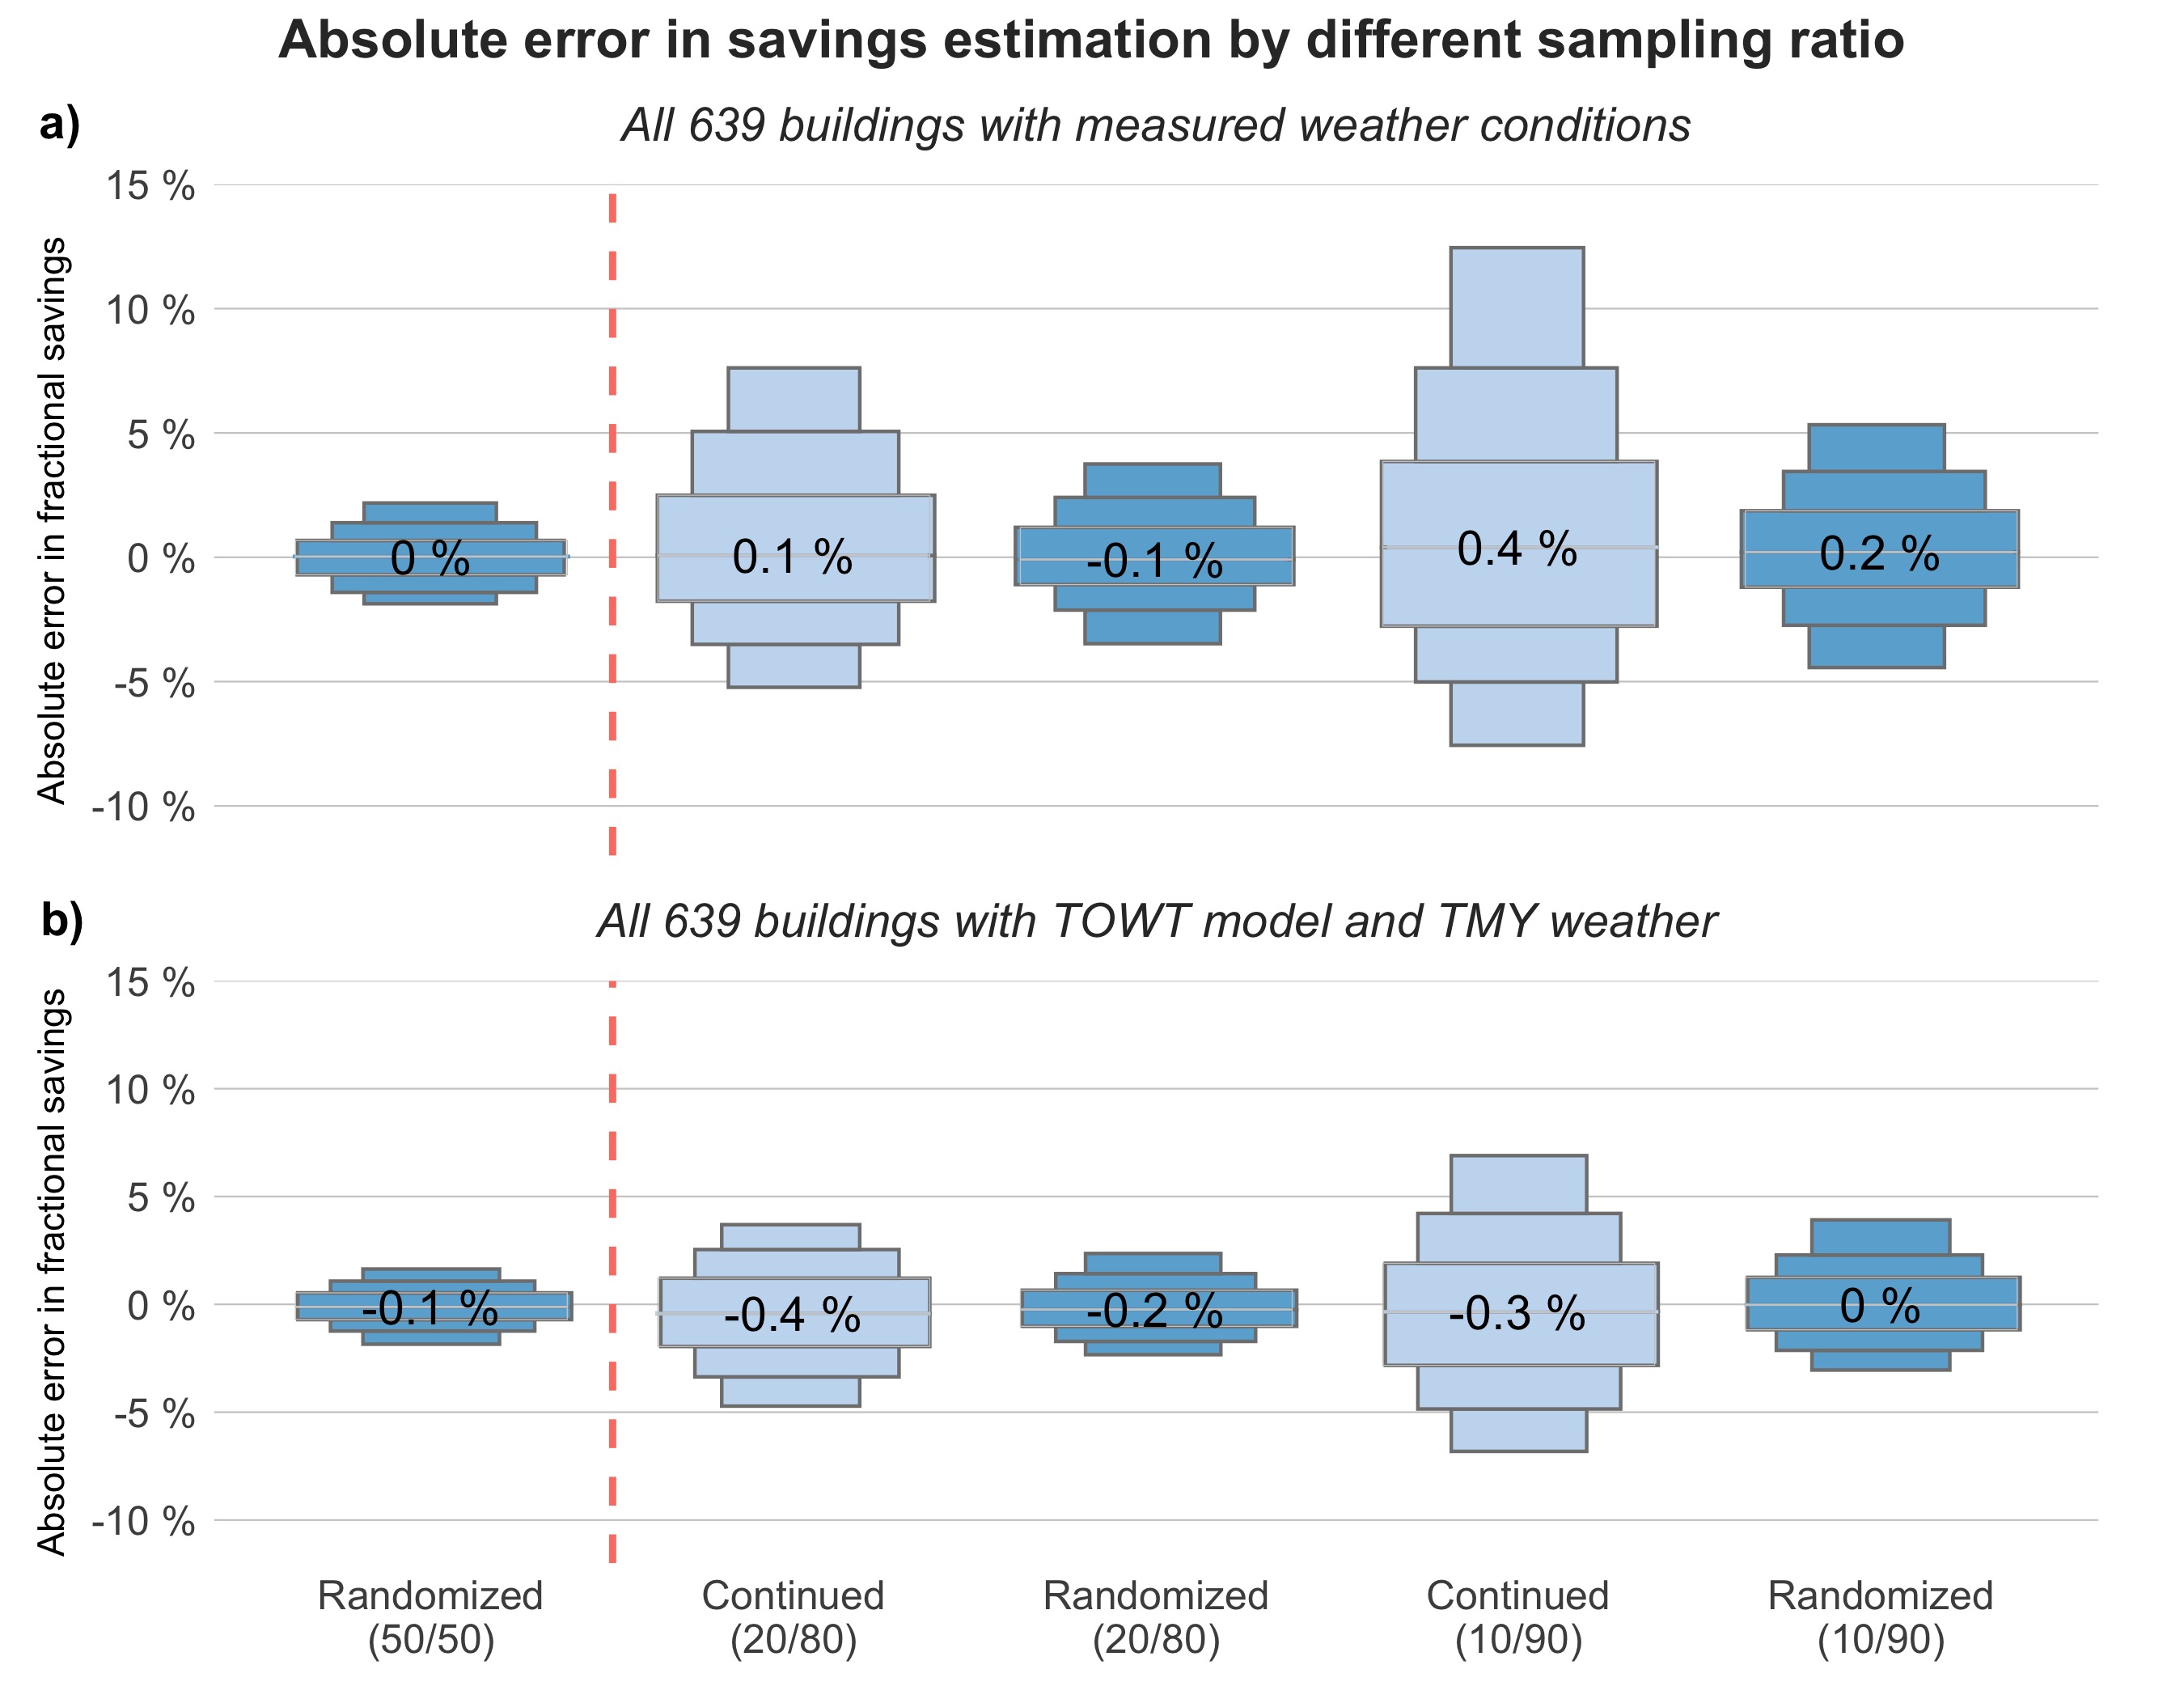 Absolute error in savings estimation by different sampling ratio
a)
All 639 buildings with measured weather conditions
Absolute error in fractional savings
15 %
10 %
5 %
0 %
-5 %
-10 %
0 %
0.1 %
-0.1 %
0.4 %
0.2 %
b)
All 639 buildings with TOWT model and TMY weather
Absolute error in fractional savings
15 %
10 %
5 %
0 %
-5 %
-10 %
-0.1 %
-0.4 %
-0.2 %
-0.3 %
0 %
Randomized
(50/50)
Continued
(20/80)
Randomized
(20/80)
Continued
(10/90)
Randomized
(10/90)